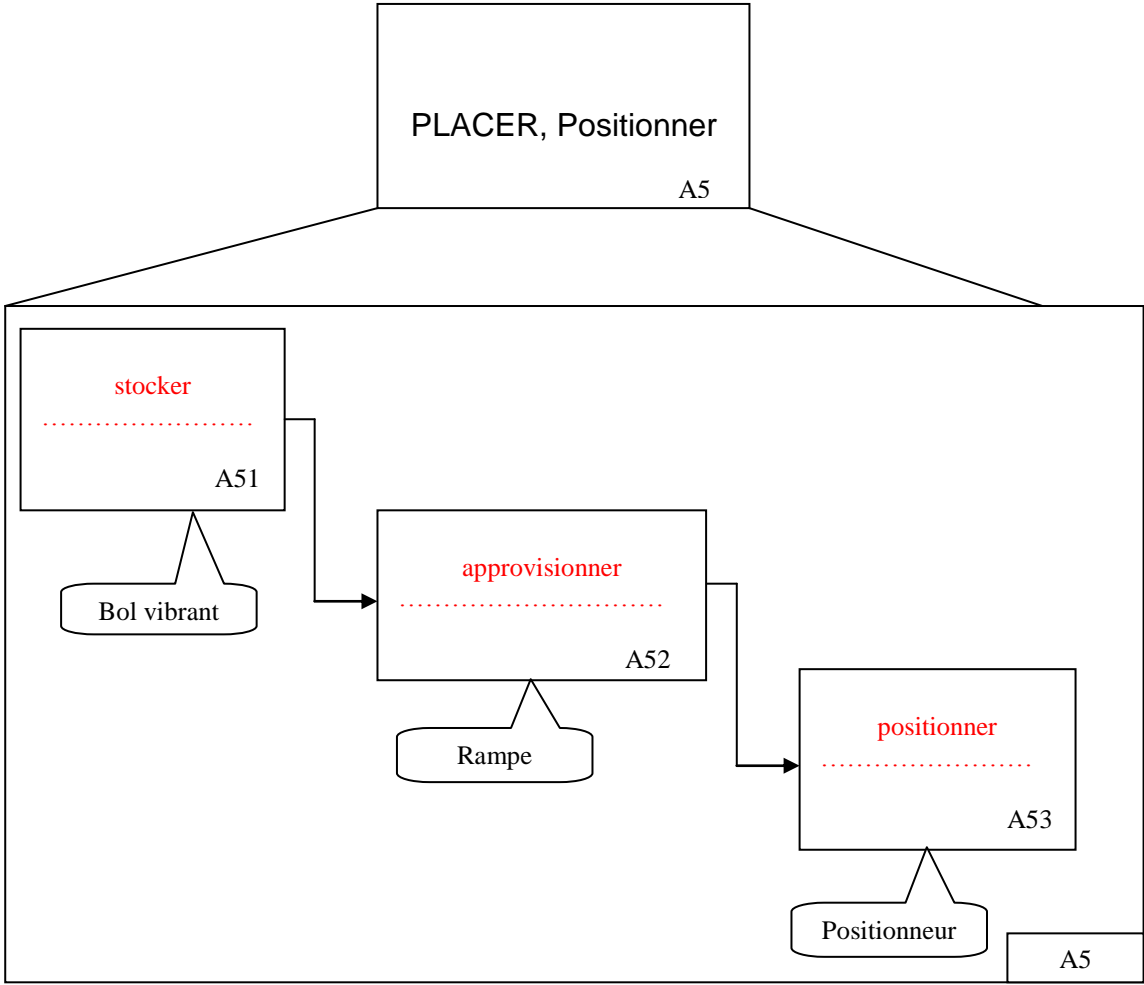 PLACER, Positionner
A5
stocker
........................
A51
Bol vibrant
approvisionner
..............................
A52
Rampe
positionner
........................
A53
Positionneur
A5